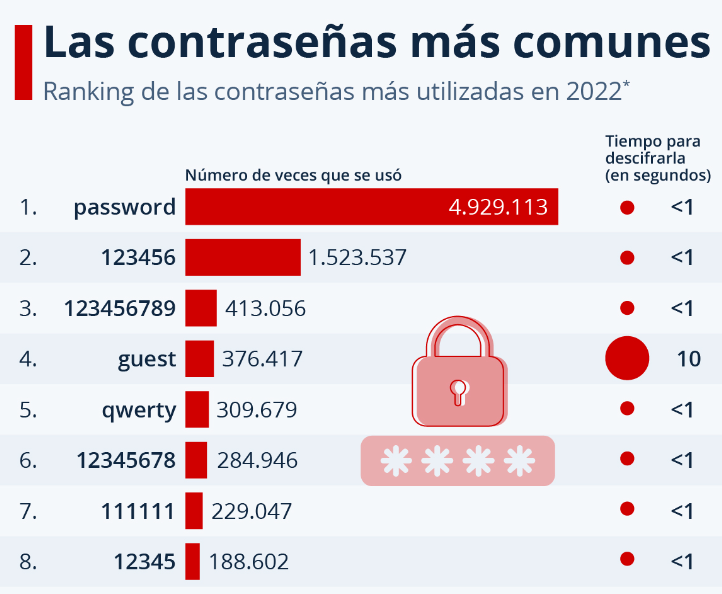 Las contraseñas más comunes
Ranking de las contraseñas más utilizadas en 2022*
Número de veces que se usó
Tiempo para
descifrarla
(en segundos)
1. password 4.929.113 <1
2. 123456 1.523.537 <1
3. 123456789 413.056 <1
4. guest 376.417 10
5. qwerty 309.679 <1
6. 12345678 284.946 <1
7. 111111 229.047 <1
8. 12345 188.602 <1